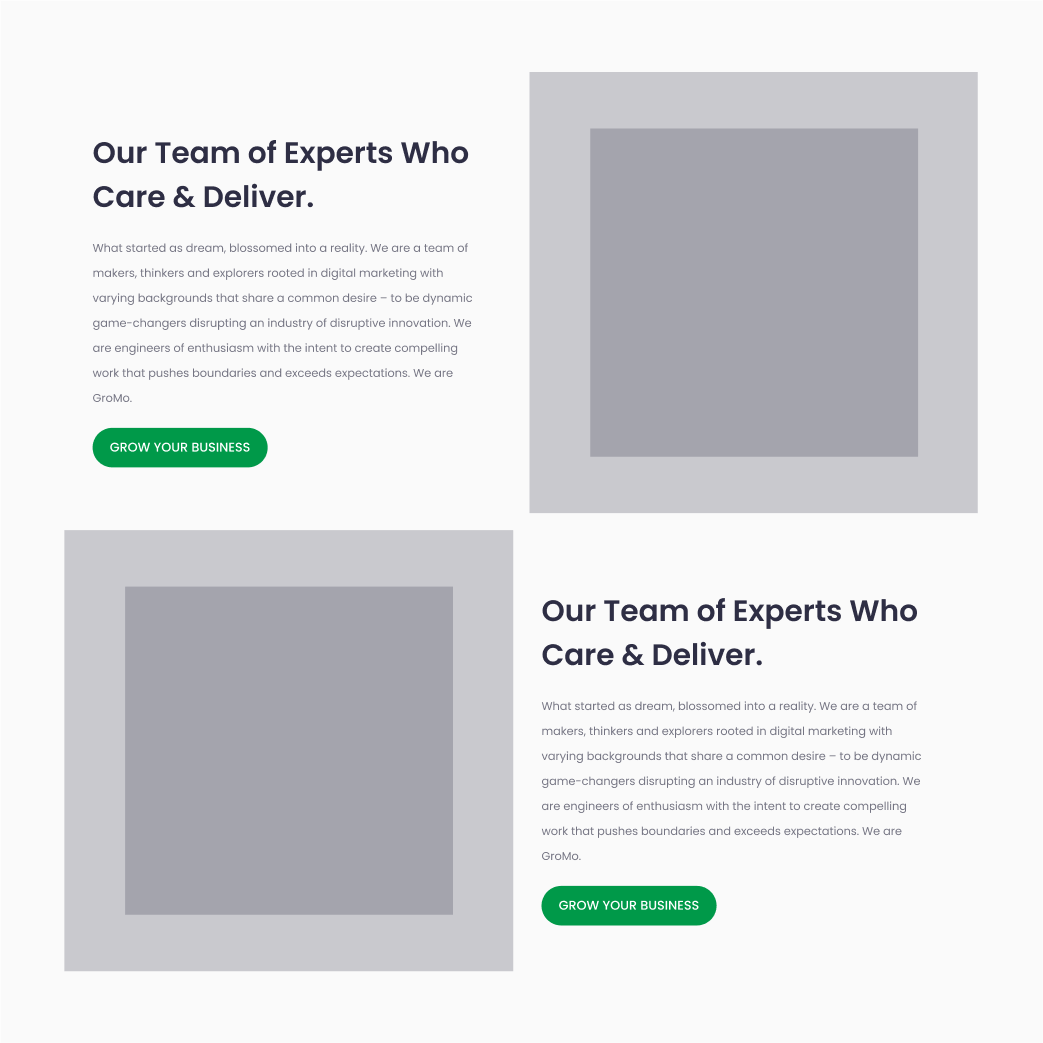 Our Team of Experts Who
Care & Deliver.
What started as dream, blossomed into a reality. We are a team of
makers, thinkers and explorers rooted in digital marketing with
varying backgrounds that share a common desire – to be dynamic
game-changers disrupting an industry of disruptive innovation. We
are engineers of enthusiasm with the intent to create compelling
work that pushes boundaries and exceeds expectations. We are
GroMo.
GROW YOUR BUSINESS
Our Team of Experts Who
Care & Deliver.
What started as dream, blossomed into a reality. We are a team of
makers, thinkers and explorers rooted in digital marketing with
varying backgrounds that share a common desire – to be dynamic
game-changers disrupting an industry of disruptive innovation. We
are engineers of enthusiasm with the intent to create compelling
work that pushes boundaries and exceeds expectations. We are
GroMo.
GROW YOUR BUSINESS